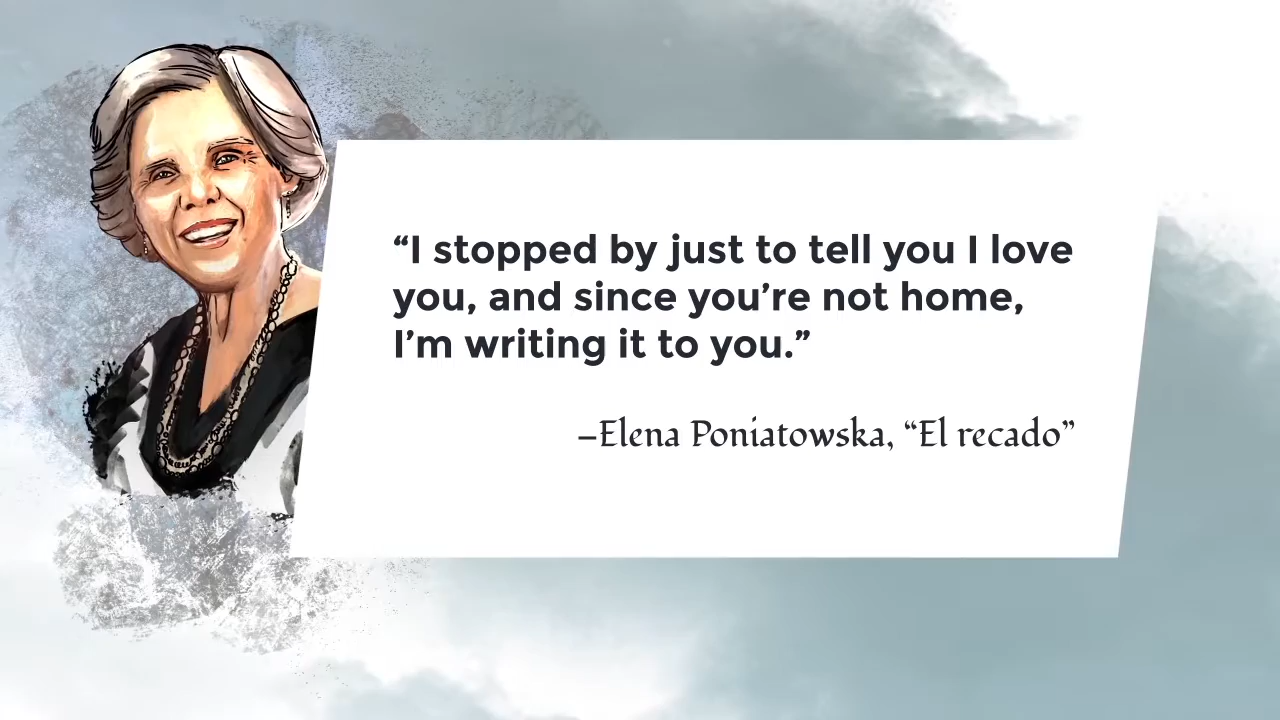 “I stopped by just to tell you I love
you, and since you’re not home,
I’m writing it to you.”
–Elena Poniatowska, “El recado”